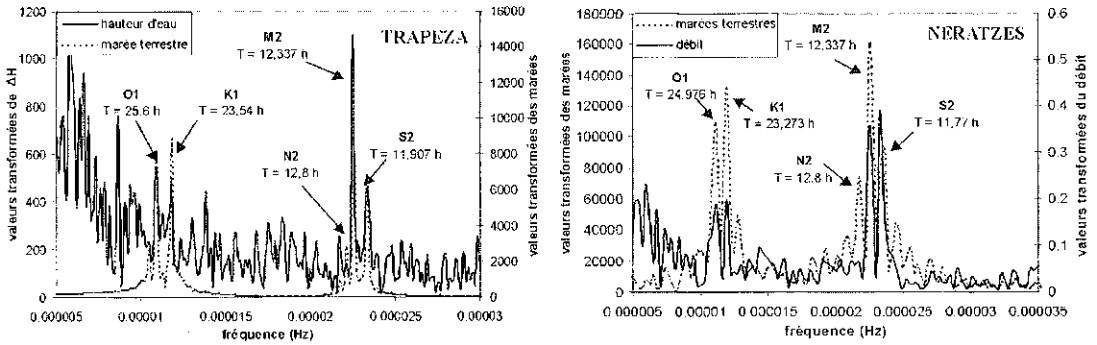 hauteur d'eau
marée terrestre
TRAPEZA
M2
T = 12,337 h
O1
T = 25,6 h
K1
T = 23,54 h
N2
T = 12,8 h
S2
T = 11,907 h
valeurs transformées de ΔH
1200
1000
800
600
400
200
0
valeurs transformées des marées
16000
14000
12000
10000
8000
6000
4000
2000
0
0.000005
0.00001
0.000015
0.00002
0.000025
0.00003
fréquence (Hz)
marées terrestres
débit
NERATZES
M2
T = 12,337 h
O1
T = 24,976 h
K1
T = 23,273 h
S2
T = 11,77 h
N2
T = 12.8 h
valeurs transformées des marées
180000
160000
140000
120000
100000
80000
60000
40000
20000
0
valeurs transformées du débit
0.6
0.5
0.4
0.3
0.2
0.1
0
0.000005
0.00001
0.000015
0.00002
0.000025
0.00003
0.000035
fréquence (Hz)